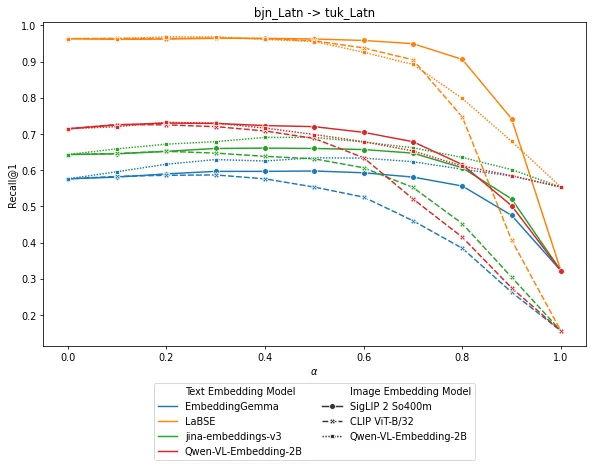 bjn_Latn -> tuk_Latn
Recall@1
1.0
0.9
0.8
0.7
0.6
0.5
0.4
0.3
0.2
0.0 0.2 0.4 0.6 0.8 1.0
α
Text Embedding Model
EmbeddingGemma
LaBSE
jina-embeddings-v3
Qwen-VL-Embedding-2B
Image Embedding Model
SigLIP 2 So400m
CLIP ViT-B/32
Qwen-VL-Embedding-2B